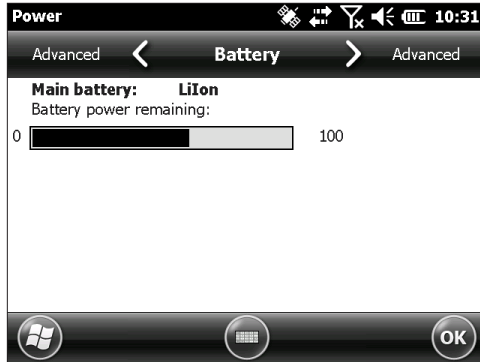 Power 10:31
Advanced Battery Advanced
Main battery: LiIon
Battery power remaining:
0 100
OK